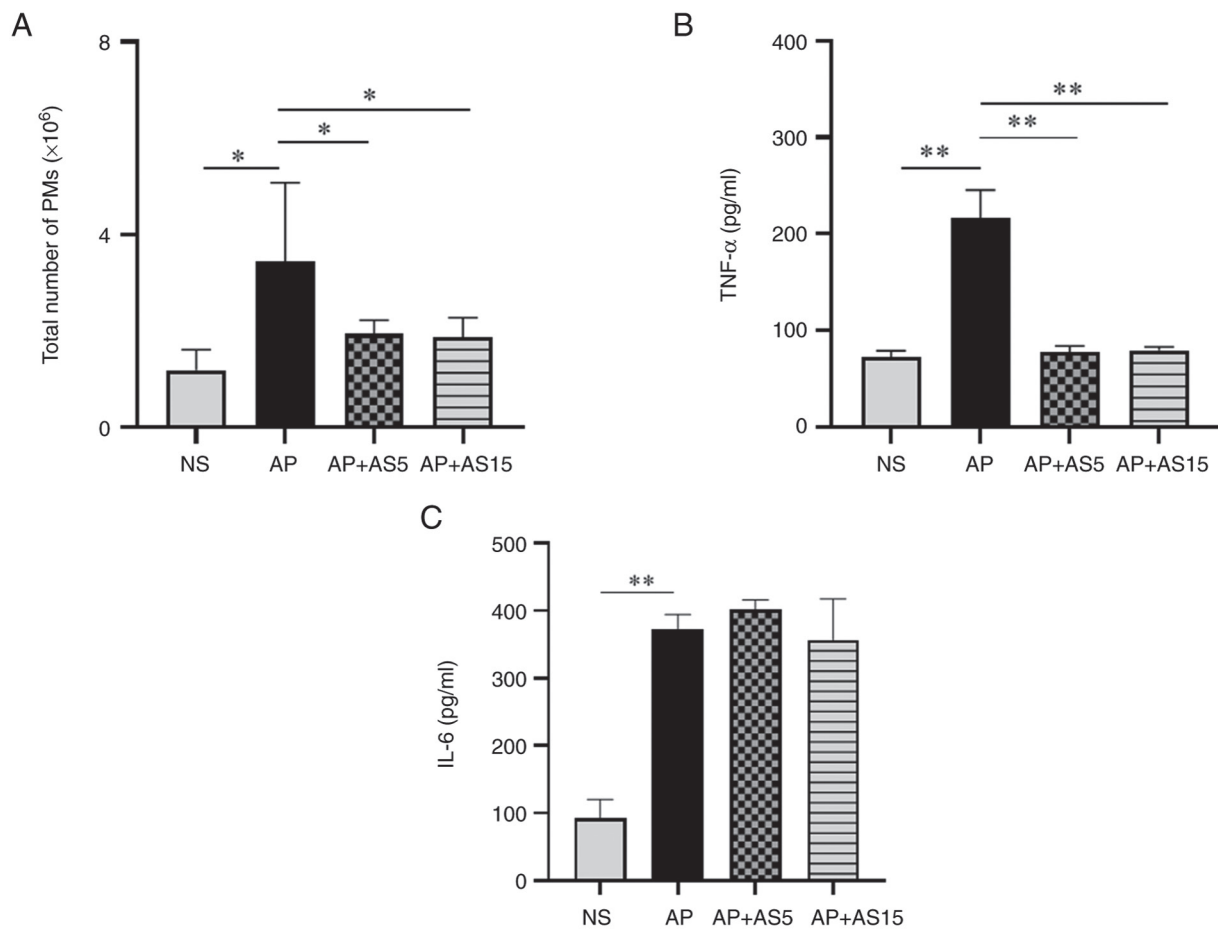 A
Total number of PMs (×10⁶)
8
4
0
*
*
*
NS AP AP+AS5 AP+AS15
B
TNF-α (pg/ml)
400
300
200
100
0
**
**
**
NS AP AP+AS5 AP+AS15
C
IL-6 (pg/ml)
500
400
300
200
100
0
**
NS AP AP+AS5 AP+AS15